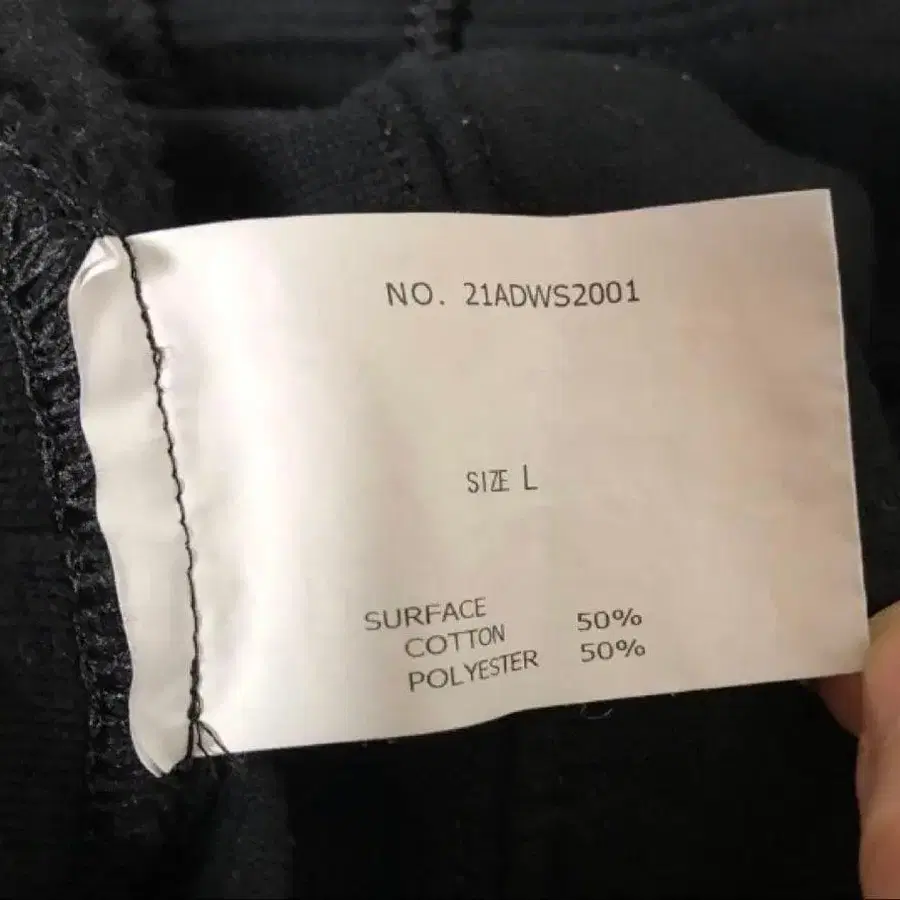 NO. 21ADWS2001
SIZE L
SURFACE
COTTON 50%
POLYESTER 50%